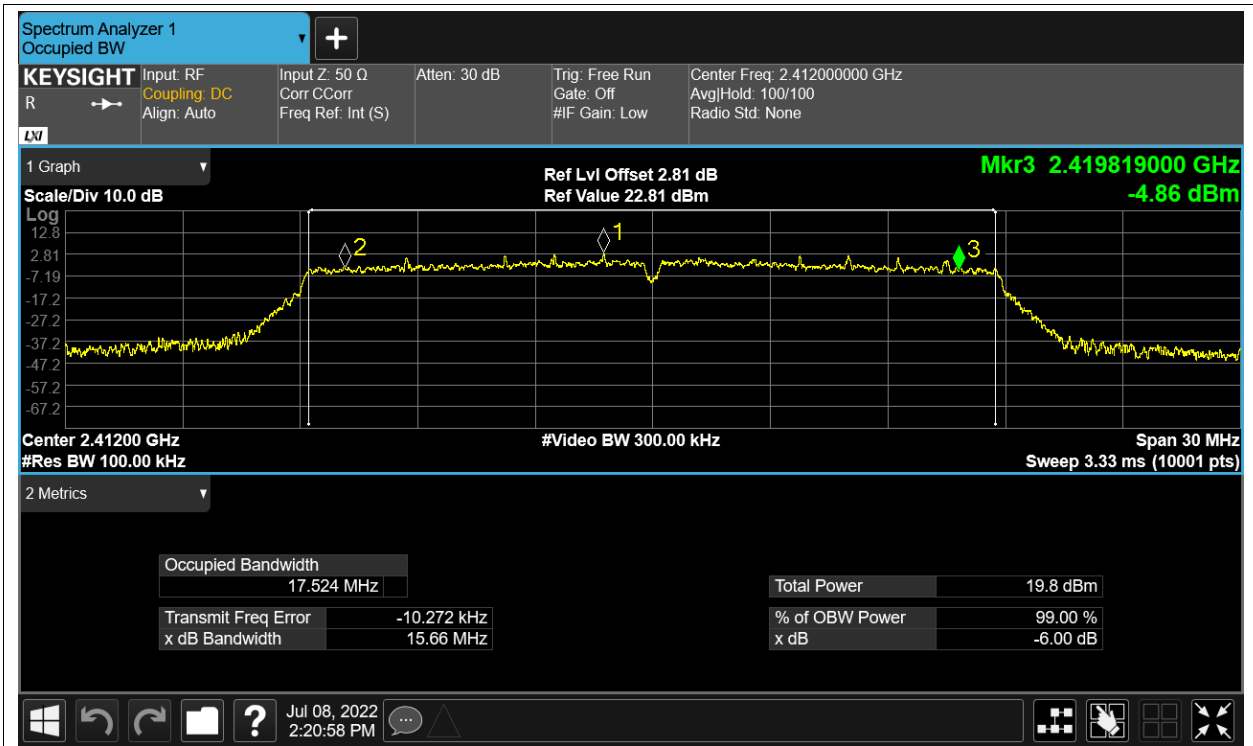 Spectrum Analyzer 1
Occupied BW
▼
+
KEYSIGHT
R
LXI
Input: RF
Coupling: DC
Align: Auto
Input Z: 50 Ω
Corr CCorr
Freq Ref: Int (S)
Atten: 30 dB
Trig: Free Run
Gate: Off
#IF Gain: Low
Center Freq: 2.412000000 GHz
Avg|Hold: 100/100
Radio Std: None
1 Graph ▼
Scale/Div 10.0 dB
Ref Lvl Offset 2.81 dB
Ref Value 22.81 dBm
Mkr3 2.419819000 GHz
-4.86 dBm
Log
12.8
2.81
-7.19
-17.2
-27.2
-37.2
-47.2
-57.2
-67.2
2
1
3
Center 2.41200 GHz
#Res BW 100.00 kHz
#Video BW 300.00 kHz
Span 30 MHz
Sweep 3.33 ms (10001 pts)
2 Metrics ▼
Occupied Bandwidth
17.524 MHz
Transmit Freq Error -10.272 kHz
x dB Bandwidth 15.66 MHz
Total Power 19.8 dBm
% of OBW Power 99.00 %
x dB -6.00 dB
?
Jul 08, 2022
2:20:58 PM